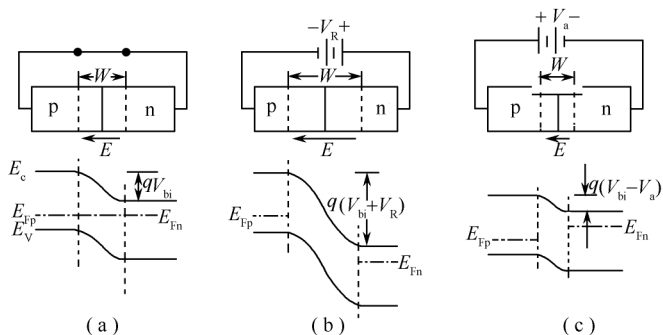 −V_R+
+ V_a−
W
W
W
p
n
p
n
p
n
E
E
E
E_c
qV_bi
E_Fp
E_Fn
E_V
E_Fp
q(V_bi+V_R)
E_Fn
q(V_bi−V_a)
E_Fp
E_Fn
( a )
( b )
( c )